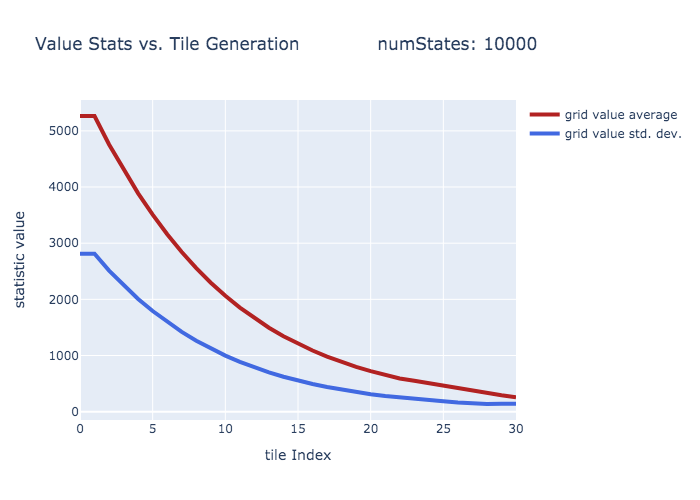 Value Stats vs. Tile Generation numStates: 10000
grid value average
grid value std. dev.
statistic value
5000
4000
3000
2000
1000
0
0 5 10 15 20 25 30
tile Index